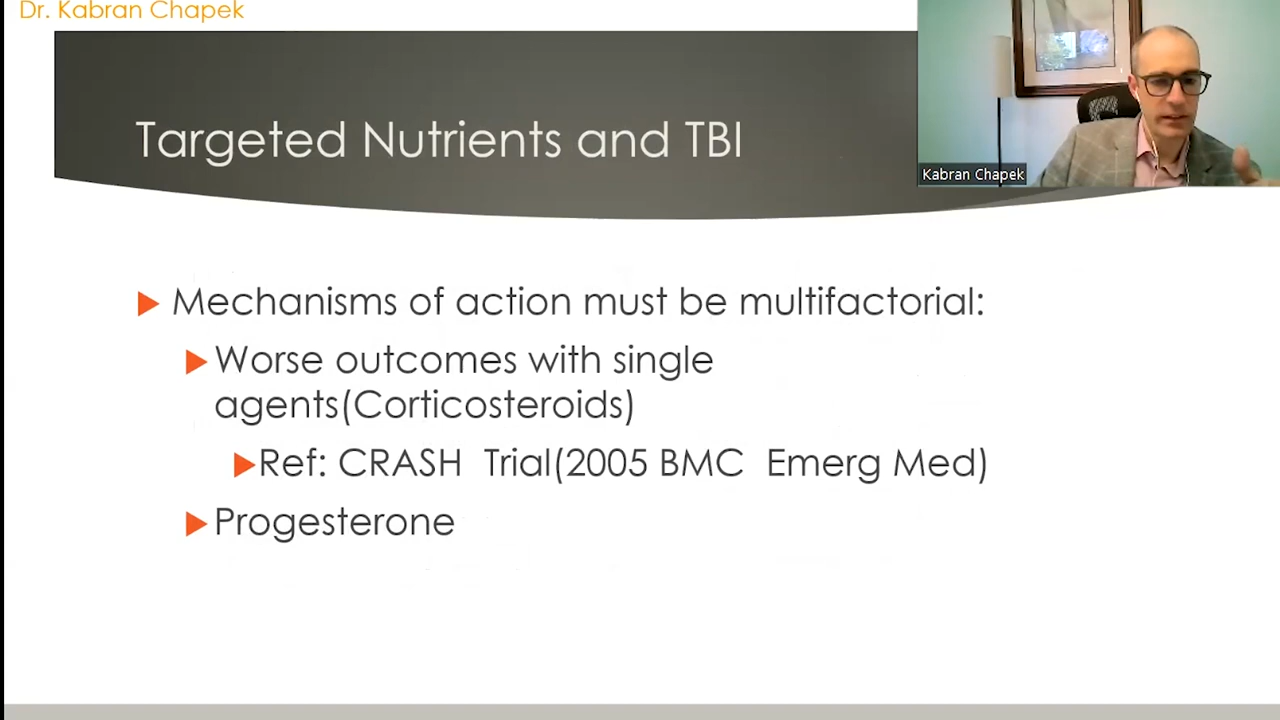 Dr. Kabran Chapek
Targeted Nutrients and TBI
Kabran Chapek
Mechanisms of action must be multifactorial:
Worse outcomes with single
agents(Corticosteroids)
Ref: CRASH Trial(2005 BMC Emerg Med)
Progesterone